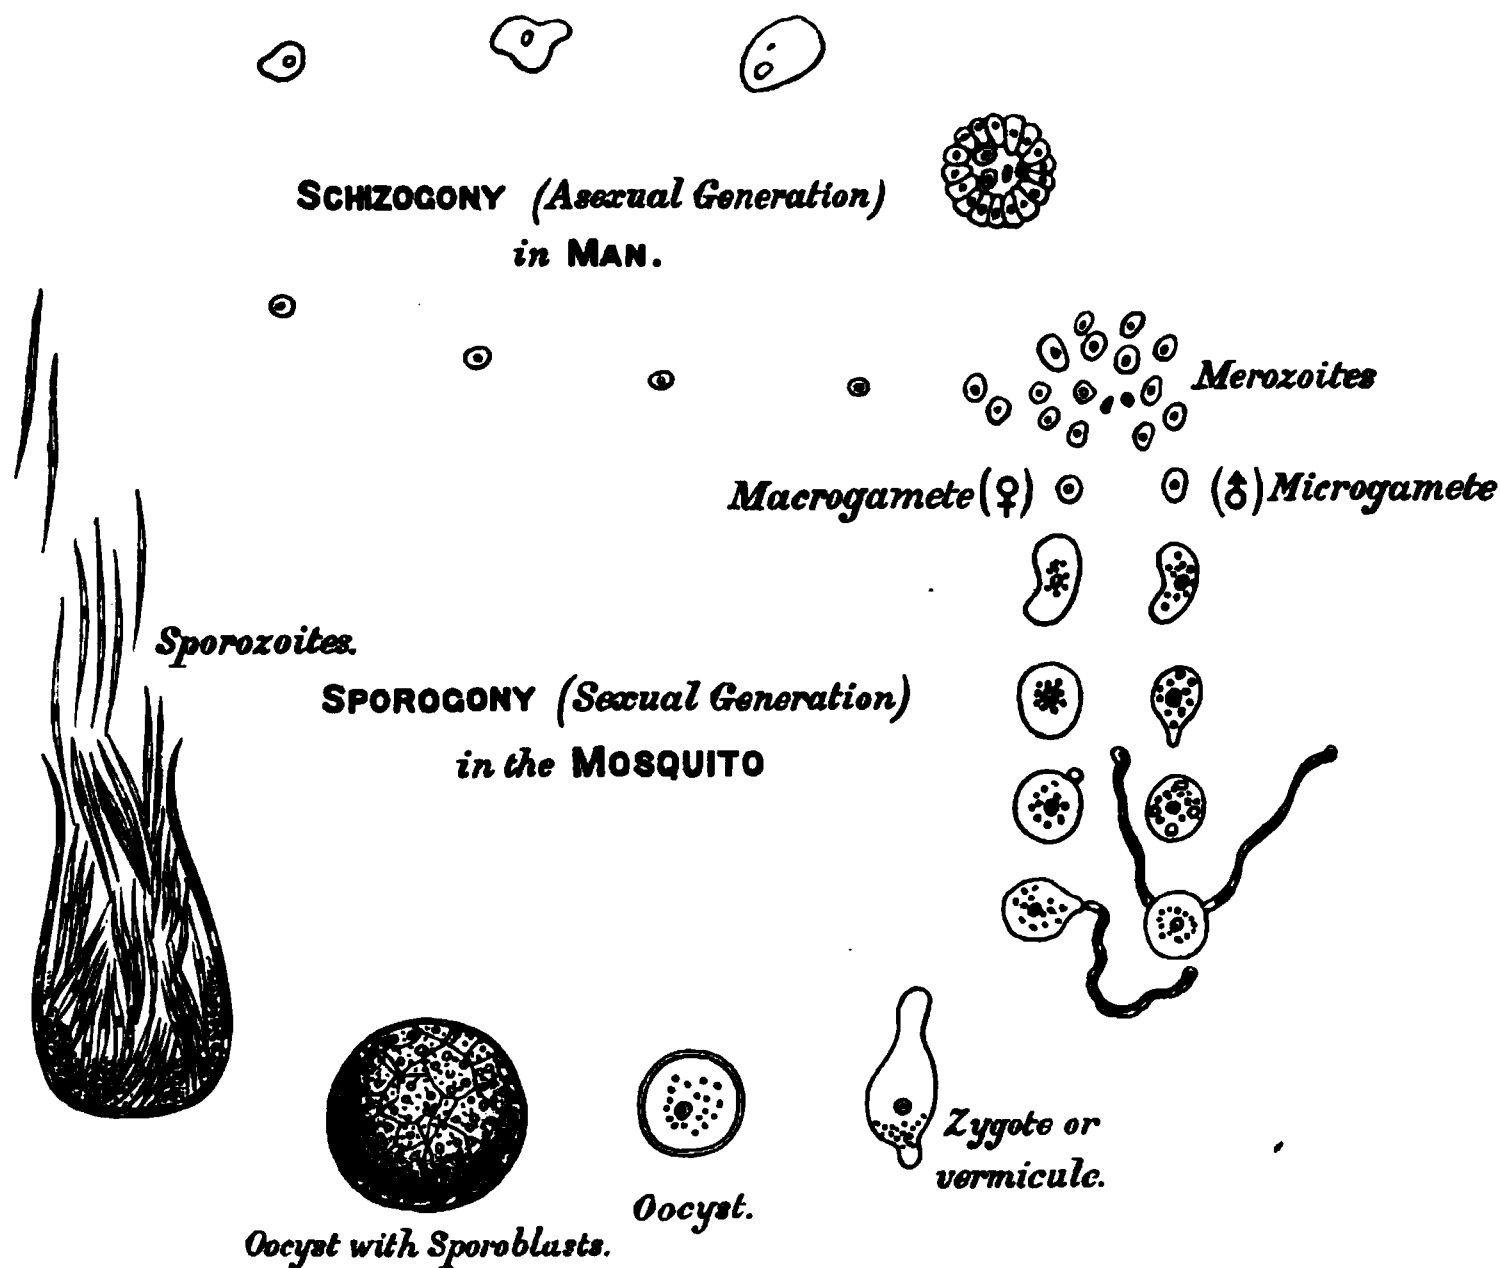 SCHIZOGONY (Asexual Generation)
in MAN.
Merozoites
Macrogamete (♀) (♂) Microgamete
Sporozoites.
SPOROGONY (Sexual Generation)
in the MOSQUITO
Zygote or
vermicule.
Oocyst.
Oocyst with Sporoblasts.